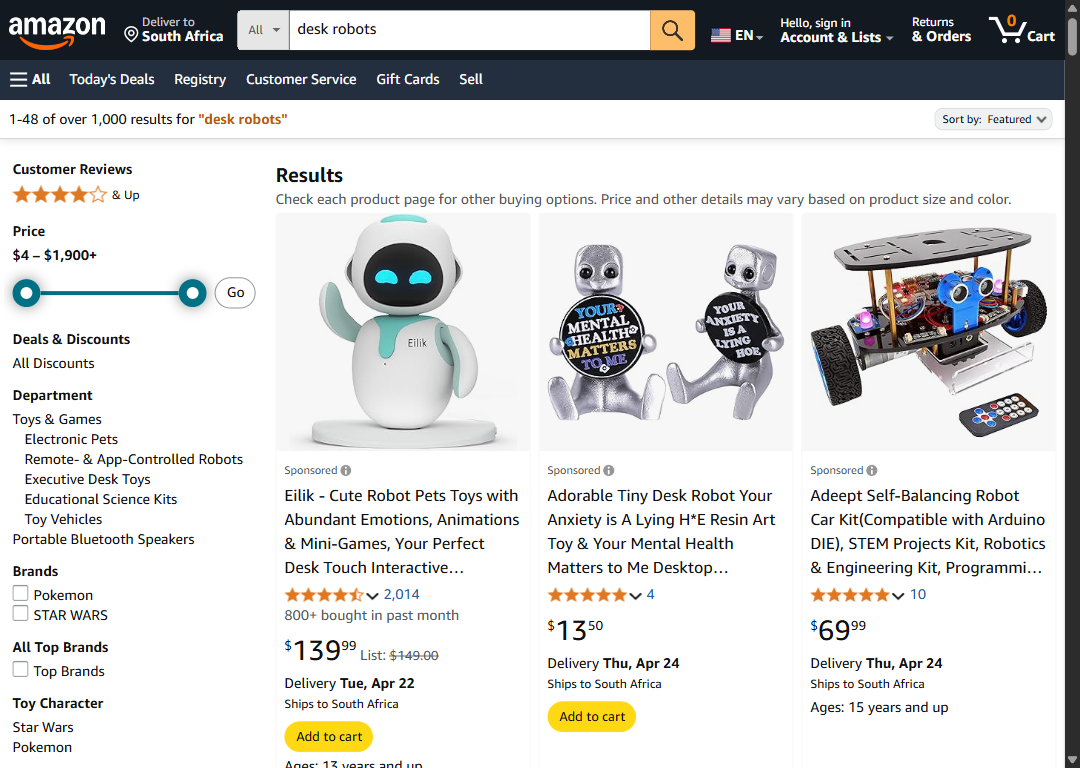 amazon
Deliver to
South Africa
All
desk robots
EN
Hello, sign in
Account & Lists
Returns
& Orders
0
Cart
All
Today's Deals
Registry
Customer Service
Gift Cards
Sell
1-48 of over 1,000 results for "desk robots"
Sort by: Featured
Customer Reviews
& Up
Price
$4 – $1,900+
Go
Deals & Discounts
All Discounts
Department
Toys & Games
Electronic Pets
Remote- & App-Controlled Robots
Executive Desk Toys
Educational Science Kits
Toy Vehicles
Portable Bluetooth Speakers
Brands
Pokemon
STAR WARS
All Top Brands
Top Brands
Toy Character
Star Wars
Pokemon
Results
Check each product page for other buying options. Price and other details may vary based on product size and color.
Eilik
Sponsored
Eilik - Cute Robot Pets Toys with
Abundant Emotions, Animations
& Mini-Games, Your Perfect
Desk Touch Interactive…
2,014
800+ bought in past month
$139.99 List: $149.00
Delivery Tue, Apr 22
Ships to South Africa
Add to cart
Ages: 13 years and up
YOUR
MENTAL
HEALTH
MATTERS
TO ME
YOUR
ANXIETY
IS A
LYING
HOE
Sponsored
Adorable Tiny Desk Robot Your
Anxiety is A Lying H*E Resin Art
Toy & Your Mental Health
Matters to Me Desktop…
4
$13.50
Delivery Thu, Apr 24
Ships to South Africa
Add to cart
Sponsored
Adeept Self-Balancing Robot
Car Kit(Compatible with Arduino
DIE), STEM Projects Kit, Robotics
& Engineering Kit, Programmi…
10
$69.99
Delivery Thu, Apr 24
Ships to South Africa
Ages: 15 years and up